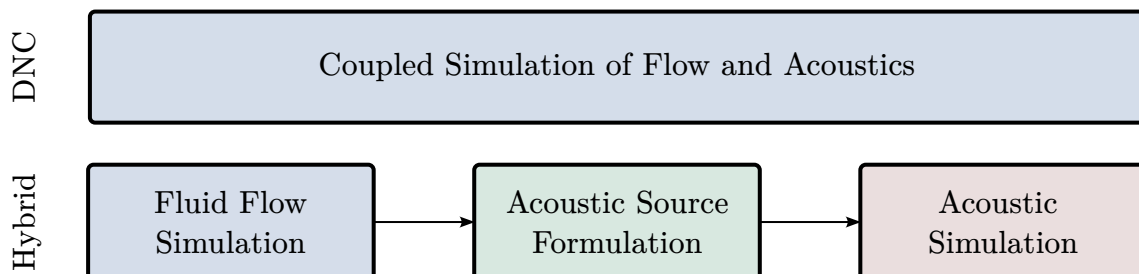 DNC
Coupled Simulation of Flow and Acoustics
Hybrid
Fluid Flow
Simulation
Acoustic Source
Formulation
Acoustic
Simulation